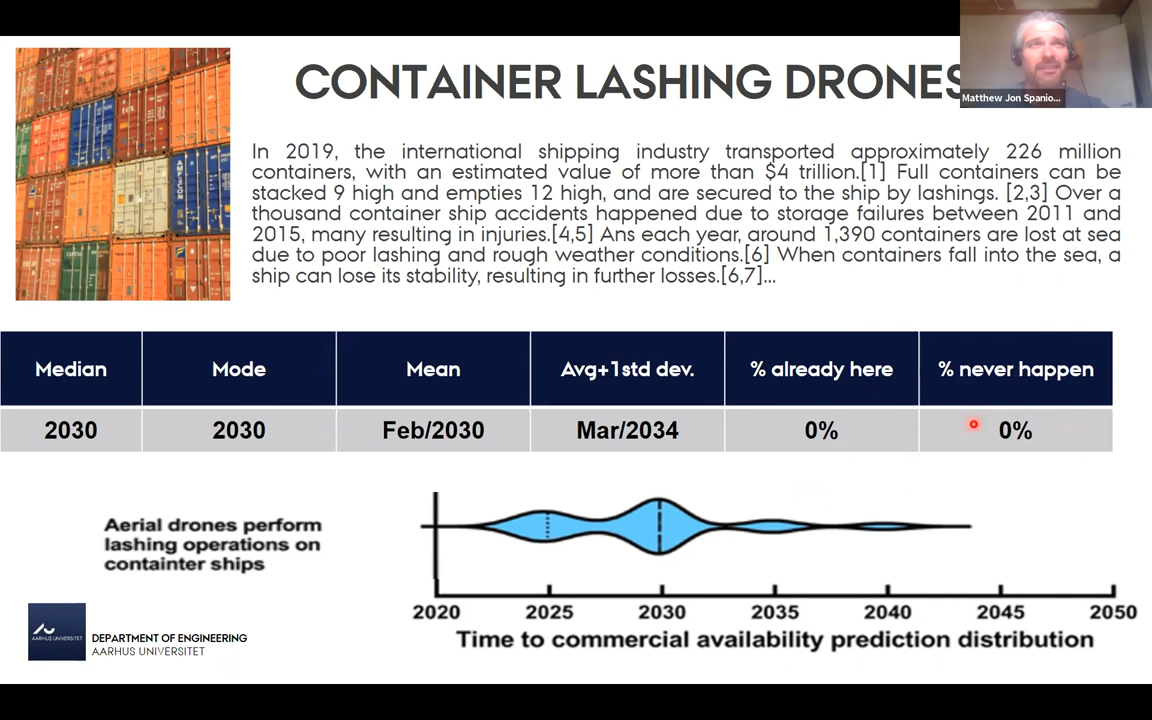 CONTAINER LASHING DRONES
Matthew Jon Spanio...
In 2019, the international shipping industry transported approximately 226 million
containers, with an estimated value of more than $4 trillion.[1] Full containers can be
stacked 9 high and empties 12 high, and are secured to the ship by lashings. [2,3] Over a
thousand container ship accidents happened due to storage failures between 2011 and
2015, many resulting in injuries.[4,5] Ans each year, around 1,390 containers are lost at sea
due to poor lashing and rough weather conditions.[6] When containers fall into the sea, a
ship can lose its stability, resulting in further losses.[6,7]...
Median Mode Mean Avg+1std dev. % already here % never happen
2030 2030 Feb/2030 Mar/2034 0% 0%
Aerial drones perform
lashing operations on
containter ships
2020 2025 2030 2035 2040 2045 2050
Time to commercial availability prediction distribution
AARHUS UNIVERSITET
DEPARTMENT OF ENGINEERING
AARHUS UNIVERSITET